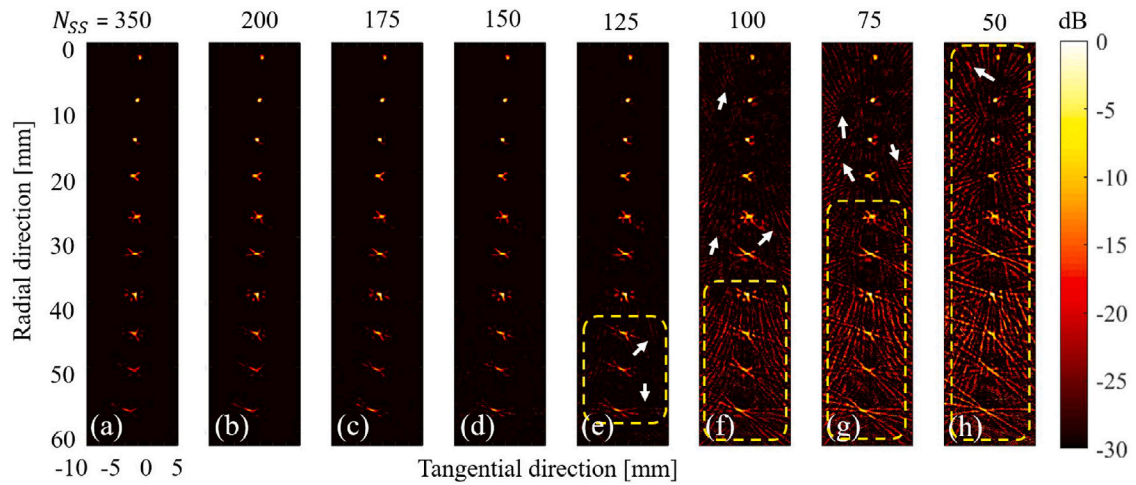 N_SS = 350 200 175 150 125 100 75 50 dB
Radial direction [mm]
0
10
20
30
40
50
60
(a) (b) (c) (d) (e) (f) (g) (h)
-10 -5 0 5
Tangential direction [mm]
0
-5
-10
-15
-20
-25
-30